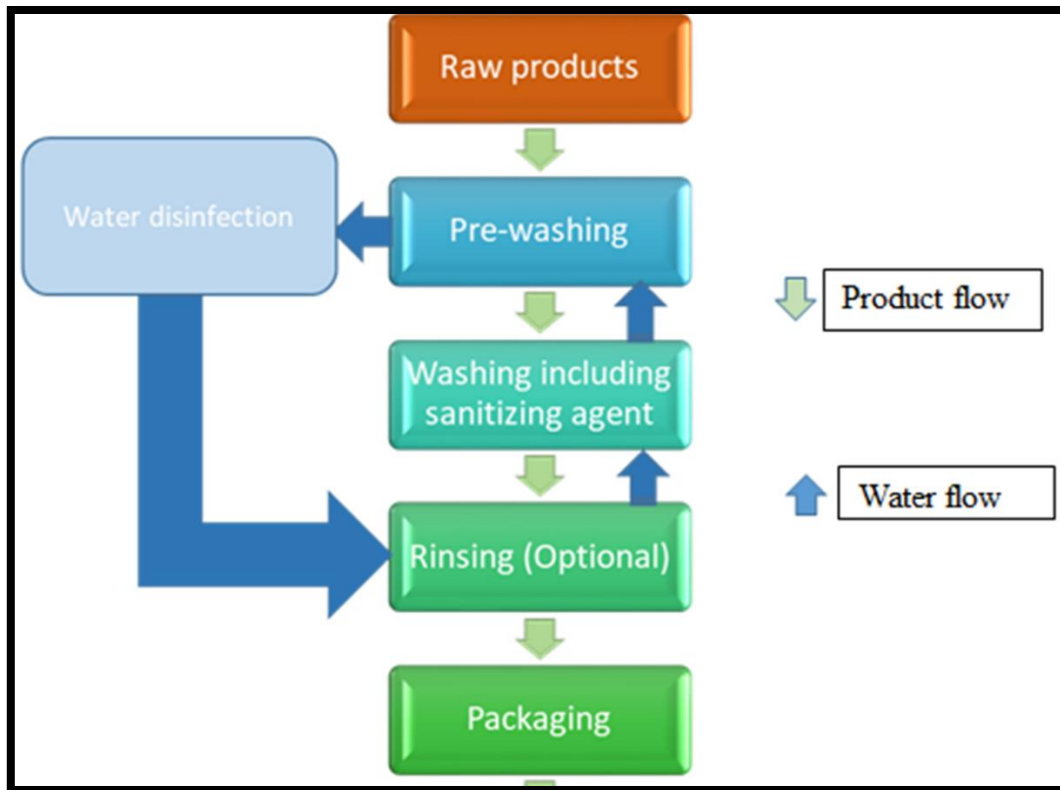 Raw products
Water disinfection
Pre-washing
Product flow
Washing including
sanitizing agent
Water flow
Rinsing (Optional)
Packaging